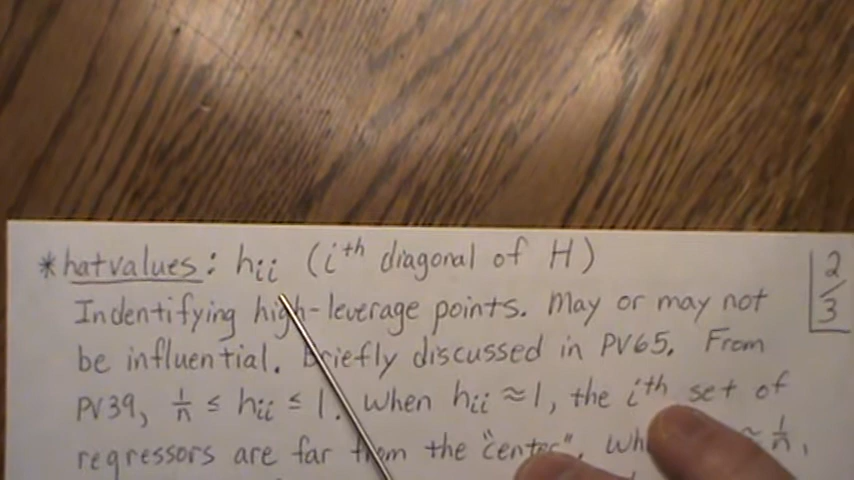 *hatvalues: hii (ith diagonal of H)
2/3
Indentifying high-leverage points. May or may not
be influential. Briefly discussed in PV65. From
PV39, 1/n ≤ hii ≤ 1. When hii ≈ 1, the ith set of
regressors are far from the "center". ≈ 1/n,